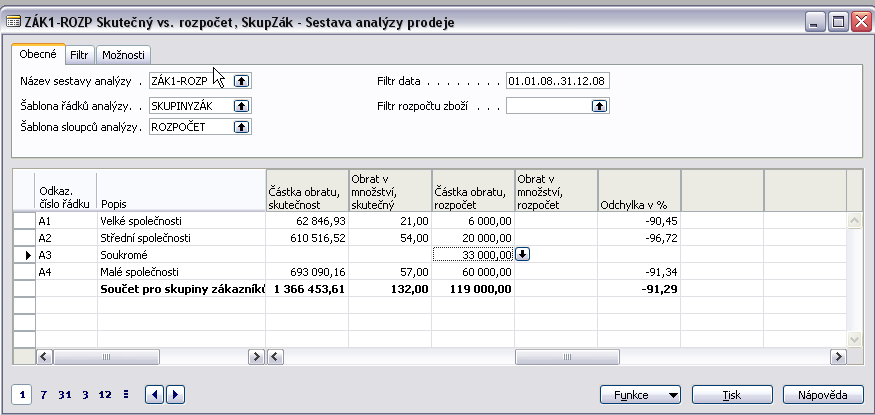 ZÁK1-ROZP Skutečný vs. rozpočet, SkupZák - Sestava analýzy prodeje
Obecné Filtr Možnosti
Název sestavy analýzy . ZÁK1-ROZP Filtr data . . . . . . . . 01.01.08..31.12.08
Šablona řádků analýzy. . SKUPINYZÁK Filtr rozpočtu zboží . . .
Šablona sloupců analýzy. ROZPOČET
Odkaz. číslo řádku Popis Částka obratu, skutečnost Obrat v množství, skutečný Částka obratu, rozpočet Obrat v množství, rozpočet Odchylka v %
A1 Velké společnosti 62 846,93 21,00 6 000,00 -90,45
A2 Střední společnosti 610 516,52 54,00 20 000,00 -96,72
A3 Soukromé 33 000,00
A4 Malé společnosti 693 090,16 57,00 60 000,00 -91,34
Součet pro skupiny zákazníků 1 366 453,61 132,00 119 000,00 -91,29
1 7 31 3 12 Funkce Tisk Nápověda